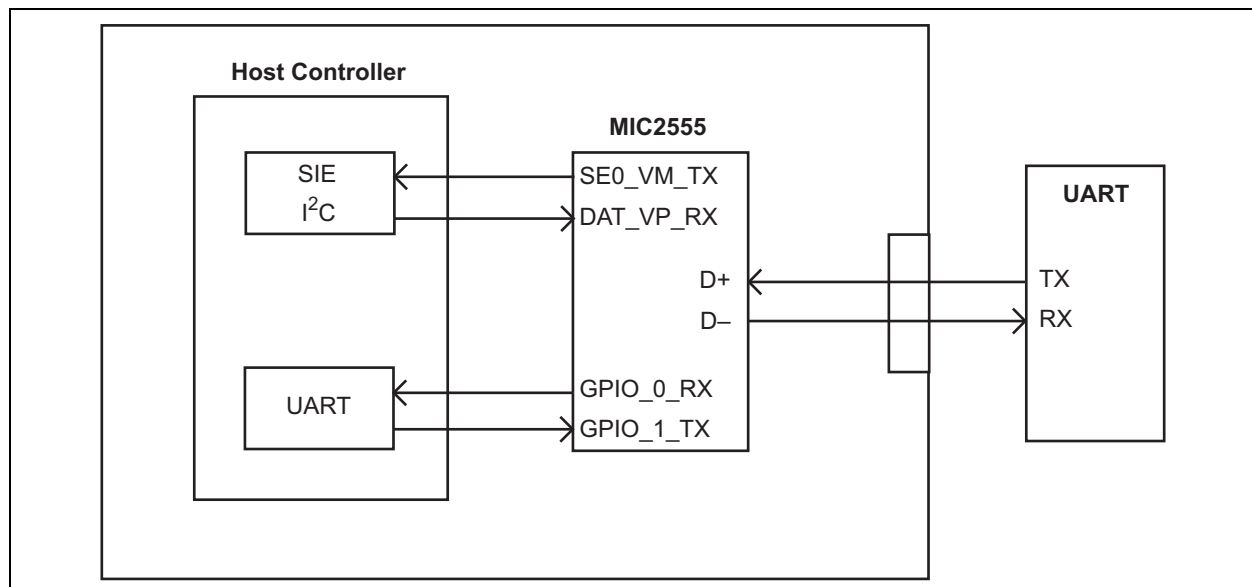 Host Controller
MIC2555
SIE
I²C
SE0_VM_TX
DAT_VP_RX
UART
D+
D–
TX
RX
UART
GPIO_0_RX
GPIO_1_TX